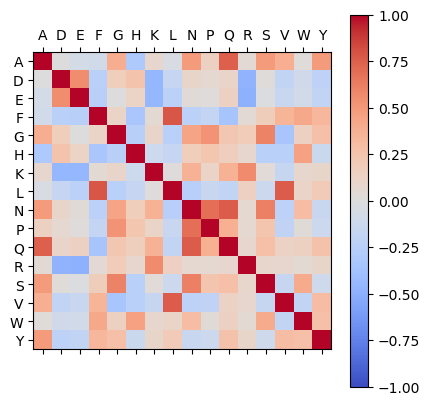 A D E F G H K L N P Q R S V W Y
A
D
E
F
G
H
K
L
N
P
Q
R
S
V
W
Y
1.00
0.75
0.50
0.25
0.00
−0.25
−0.50
−0.75
−1.00